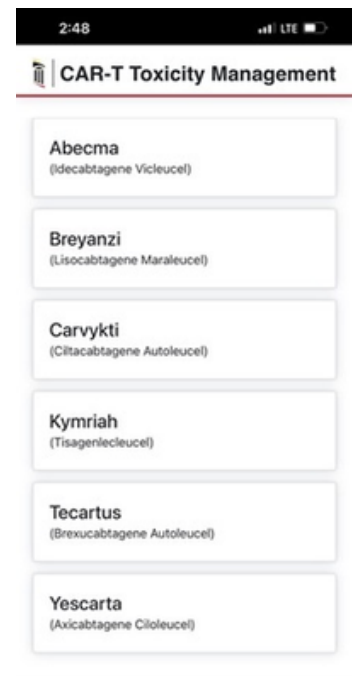 2:48
LTE
CAR-T Toxicity Management
Abecma
(Idecabtagene Vicleucel)
Breyanzi
(Lisocabtagene Maraleucel)
Carvykti
(Ciltacabtagene Autoleucel)
Kymriah
(Tisagenlecleucel)
Tecartus
(Brexucabtagene Autoleucel)
Yescarta
(Axicabtagene Ciloleucel)